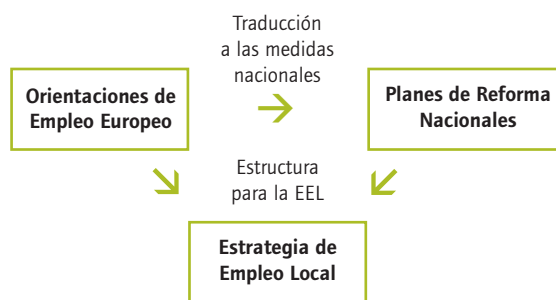 Traducción
a las medidas
nacionales
Orientaciones de
Empleo Europeo
Planes de Reforma
Nacionales
Estructura
para la EEL
Estrategia de
Empleo Local